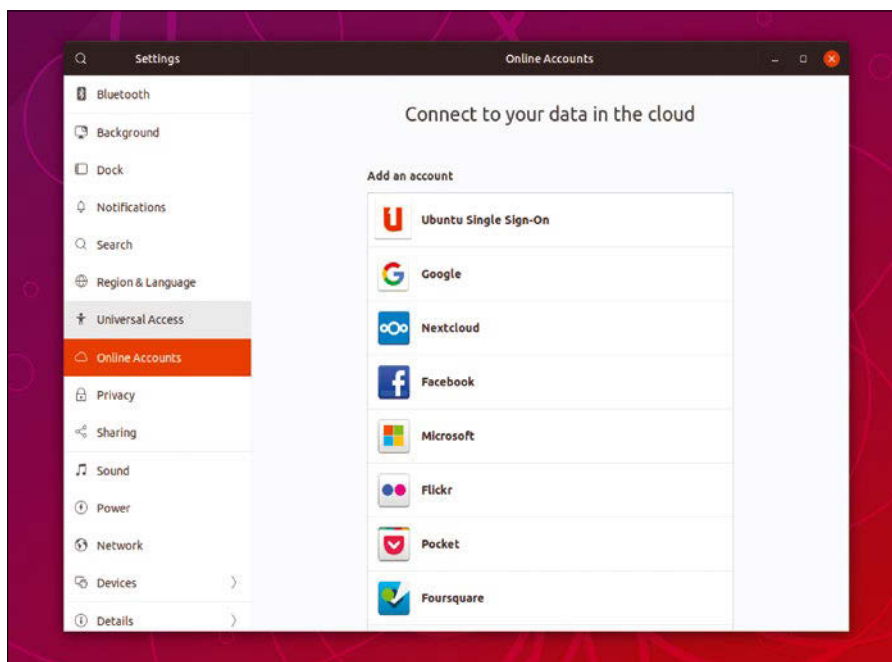 Settings
Online Accounts
Bluetooth
Background
Dock
Notifications
Search
Region & Language
Universal Access
Online Accounts
Privacy
Sharing
Sound
Power
Network
Devices
Details
Connect to your data in the cloud
Add an account
Ubuntu Single Sign-On
Google
Nextcloud
Facebook
Microsoft
Flickr
Pocket
Foursquare